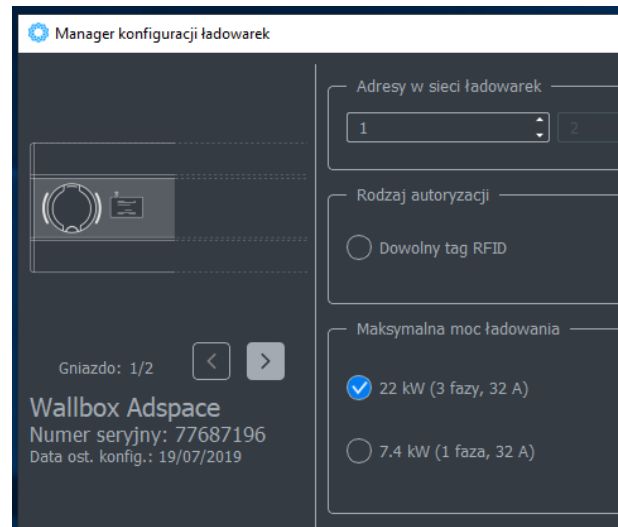 Manager konfiguracji ładowarek
Adresy w sieci ładowarek
1
2
Rodzaj autoryzacji
Dowolny tag RFID
Gniazdo: 1/2
Wallbox Adspace
Numer seryjny: 77687196
Data ost. konfig.: 19/07/2019
Maksymalna moc ładowania
22 kW (3 fazy, 32 A)
7.4 kW (1 faza, 32 A)